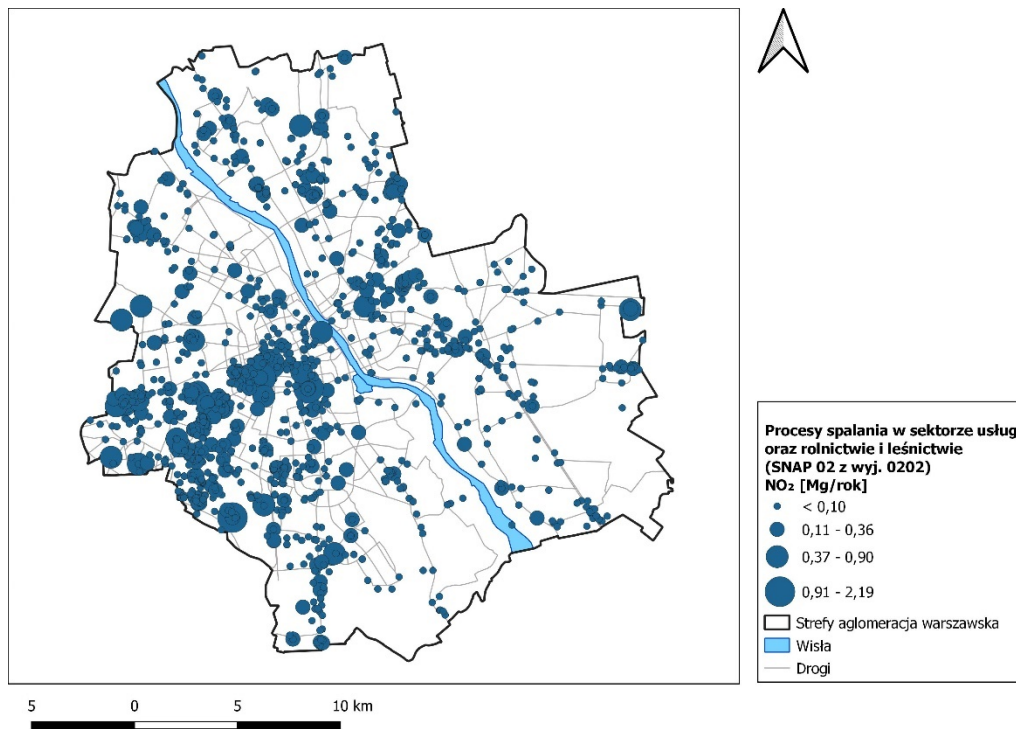 Procesy spalania w sektorze usług
oraz rolnictwie i leśnictwie
(SNAP 02 z wyj. 0202)
NO₂ [Mg/rok]
< 0,10
0,11 - 0,36
0,37 - 0,90
0,91 - 2,19
Strefy aglomeracja warszawska
Wisła
Drogi
5 0 5 10 km